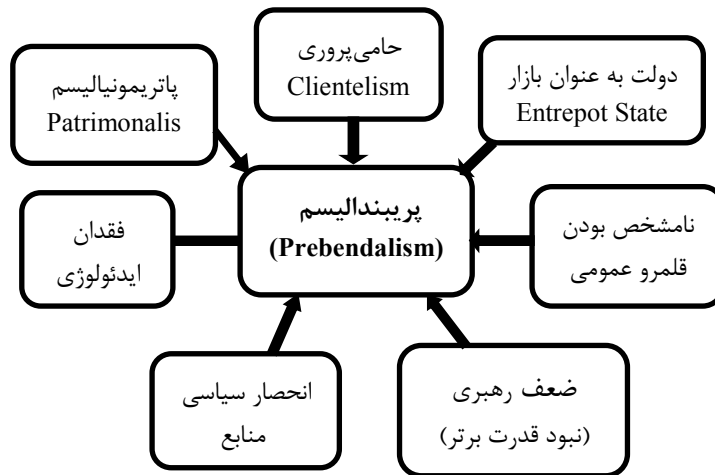 حامی‌پروری
Clientelism
دولت به عنوان بازار
Entrepot State
پاتریمونیالیسم
Patrimonalis
پریبندالیسم
(Prebendalism)
نامشخص بودن
قلمرو عمومی
فقدان
ایدئولوژی
ضعف رهبری
(نبود قدرت برتر)
انحصار سیاسی
منابع